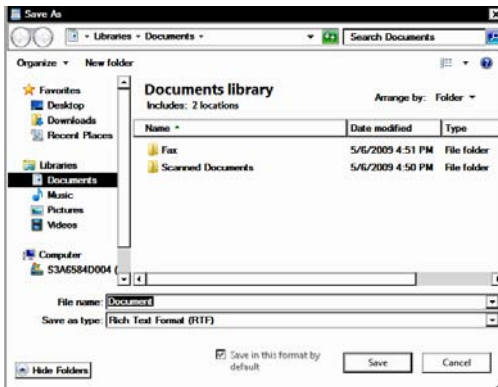 Save As
Libraries Documents
Search Documents
Organize
New folder
Favorites
Desktop
Downloads
Recent Places
Libraries
Documents
Music
Pictures
Videos
Computer
S3A6584D004 (
Documents library
Includes: 2 locations
Arrange by: Folder
Name Date modified Type
Fax 5/6/2009 4:51 PM File folder
Scanned Documents 5/6/2009 4:50 PM File folder
File name: Document
Save as type: Rich Text Format (RTF)
Hide Folders
Save in this format by
default
Save
Cancel